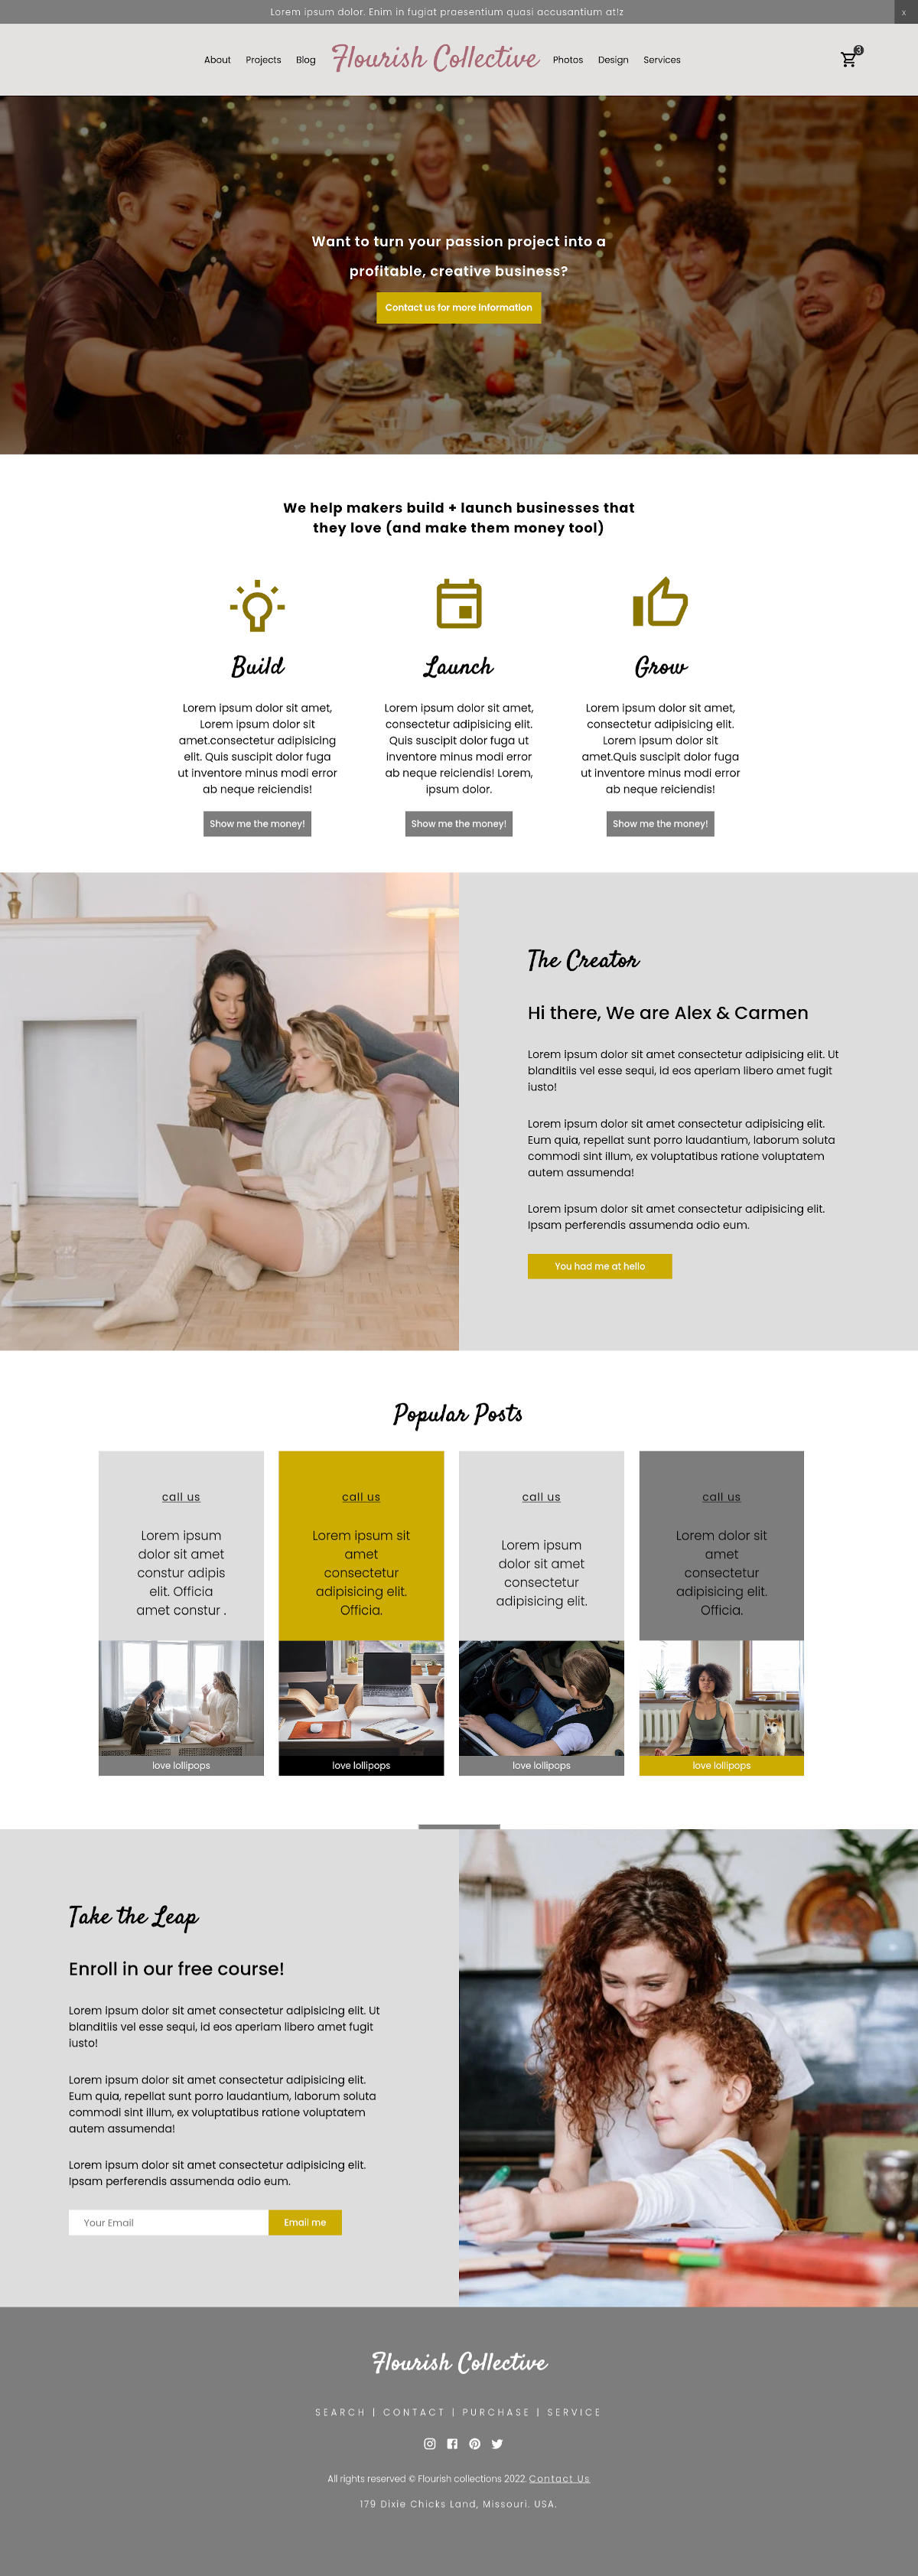 Lorem ipsum dolor. Enim in fugiat praesentium quasi accusantium at!z
x
About Projects Blog Flourish Collective Photos Design Services
3
Want to turn your passion project into a
profitable, creative business?
Contact us for more information
We help makers build + launch businesses that
they love (and make them money tool)
Build
Lorem ipsum dolor sit amet,
Lorem ipsum dolor sit
amet.consectetur adipisicing
elit. Quis suscipit dolor fuga
ut inventore minus modi error
ab neque reiciendis!
Show me the money!
Launch
Lorem ipsum dolor sit amet,
consectetur adipisicing elit.
Quis suscipit dolor fuga ut
inventore minus modi error
ab neque reiciendis! Lorem,
ipsum dolor.
Show me the money!
Grow
Lorem ipsum dolor sit amet,
consectetur adipisicing elit.
Lorem ipsum dolor sit
amet.Quis suscipit dolor fuga
ut inventore minus modi error
ab neque reiciendis!
Show me the money!
The Creator
Hi there, We are Alex & Carmen
Lorem ipsum dolor sit amet consectetur adipisicing elit. Ut
blanditiis vel esse sequi, id eos aperiam libero amet fugit
iusto!
Lorem ipsum dolor sit amet consectetur adipisicing elit.
Eum quia, repellat sunt porro laudantium, laborum soluta
commodi sint illum, ex voluptatibus ratione voluptatem
autem assumenda!
Lorem ipsum dolor sit amet consectetur adipisicing elit.
Ipsam perferendis assumenda odio eum.
You had me at hello
Popular Posts
call us
Lorem ipsum
dolor sit amet
constur adipis
elit. Officia
amet constur .
love lollipops
call us
Lorem ipsum sit
amet
consectetur
adipisicing elit.
Officia.
love lollipops
call us
Lorem ipsum
dolor sit amet
consectetur
adipisicing elit.
love lollipops
call us
Lorem dolor sit
amet
consectetur
adipisicing elit.
Officia.
love lollipops
Take the Leap
Enroll in our free course!
Lorem ipsum dolor sit amet consectetur adipisicing elit. Ut
blanditiis vel esse sequi, id eos aperiam libero amet fugit
iusto!
Lorem ipsum dolor sit amet consectetur adipisicing elit.
Eum quia, repellat sunt porro laudantium, laborum soluta
commodi sint illum, ex voluptatibus ratione voluptatem
autem assumenda!
Lorem ipsum dolor sit amet consectetur adipisicing elit.
Ipsam perferendis assumenda odio eum.
Your Email
Email me
Flourish Collective
SEARCH | CONTACT | PURCHASE | SERVICE
All rights reserved © Flourish collections 2022. Contact Us
179 Dixie Chicks Land, Missouri. USA.